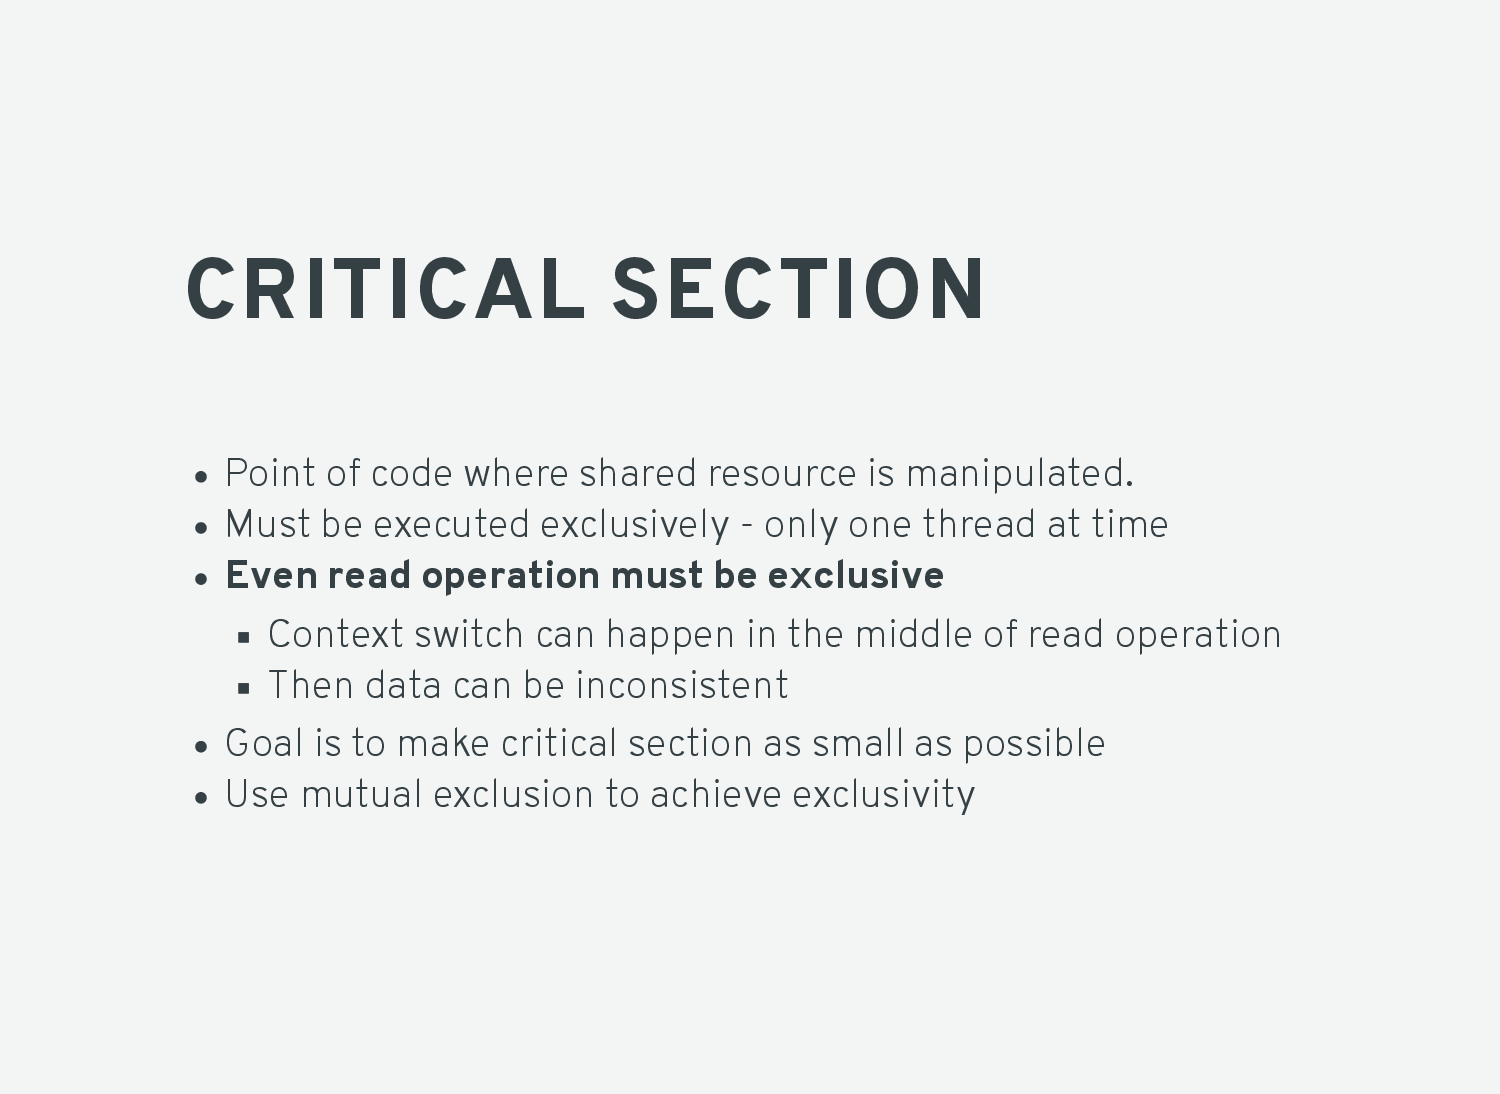 CRITICAL SECTION
• Point of code where shared resource is manipulated.
• Must be executed exclusively - only one thread at time
• Even read operation must be exclusive
▪ Context switch can happen in the middle of read operation
▪ Then data can be inconsistent
• Goal is to make critical section as small as possible
• Use mutual exclusion to achieve exclusivity